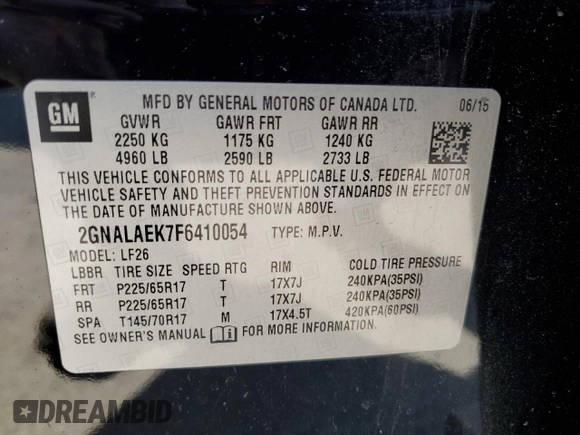 GM ®
MFD BY GENERAL MOTORS OF CANADA LTD. 06/15
GVWR GAWR FRT GAWR RR
2250 KG 1175 KG 1240 KG
4960 LB 2590 LB 2733 LB
THIS VEHICLE CONFORMS TO ALL APPLICABLE U.S. FEDERAL MOTOR
VEHICLE SAFETY AND THEFT PREVENTION STANDARDS IN EFFECT ON
THE DATE OF MANUFACTURE SHOWN ABOVE.
2GNALAEK7F6410054 TYPE: M.P.V.
MODEL: LF26
LBBR TIRE SIZE SPEED RTG RIM COLD TIRE PRESSURE
FRT P225/65R17 T 17X7J 240KPA(35PSI)
RR P225/65R17 T 17X7J 240KPA(35PSI)
SPA T145/70R17 M 17X4.5T 420KPA(60PSI)
SEE OWNER'S MANUAL FOR MORE INFORMATION.
DREAMBID